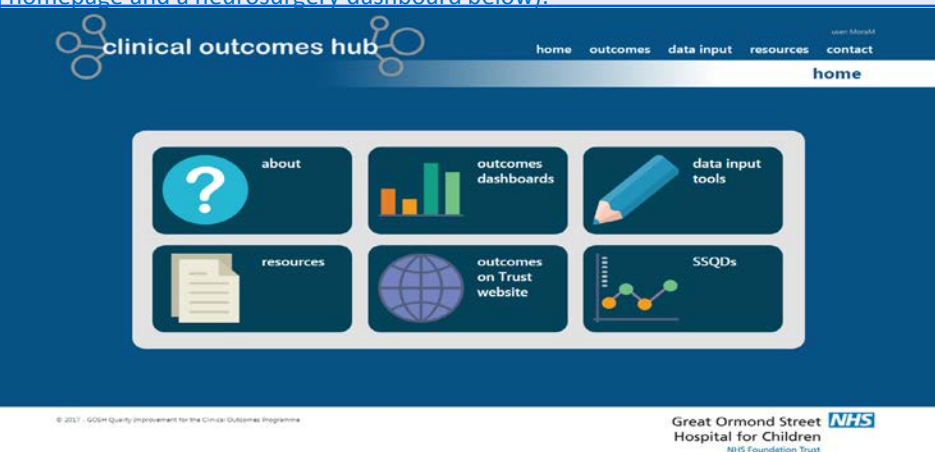 homepage and a neurosurgery dashboard below).
clinical outcomes hub
user: MoraM
home outcomes data input resources contact
home
about
outcomes
dashboards
data input
tools
resources
outcomes
on Trust
website
SSQDs
© 2017 - GOSH Quality Improvement for the Clinical Outcomes Programme
Great Ormond Street NHS
Hospital for Children
NHS Foundation Trust